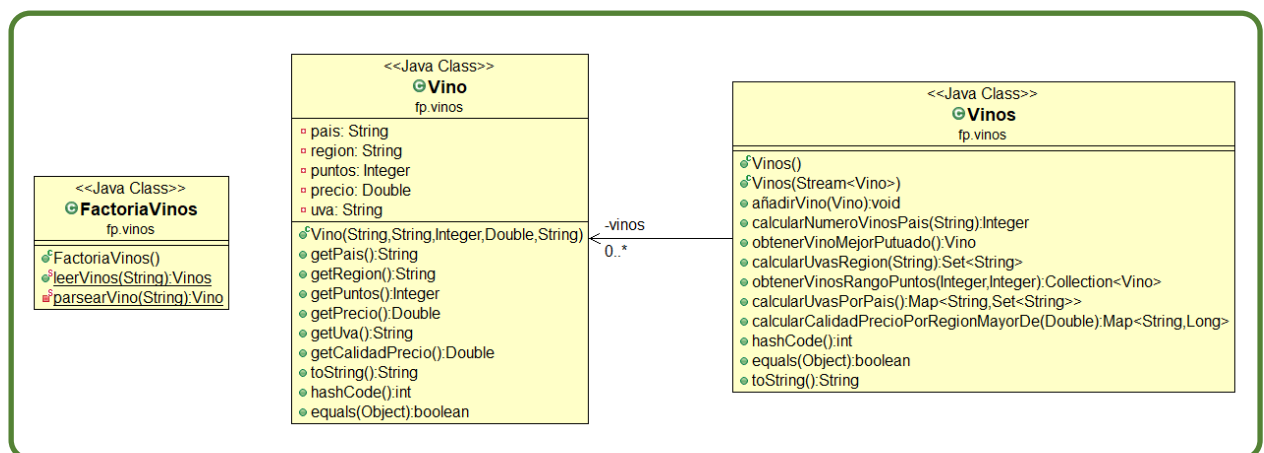 <<Java Class>>
FactoriaVinos
fp.vinos
FactoriaVinos()
leerVinos(String):Vinos
parsearVino(String):Vino
<<Java Class>>
Vino
fp.vinos
pais: String
region: String
puntos: Integer
precio: Double
uva: String
Vino(String,String,Integer,Double,String)
getPais():String
getRegion():String
getPuntos():Integer
getPrecio():Double
getUva():String
getCalidadPrecio():Double
toString():String
hashCode():int
equals(Object):boolean
-vinos
0..*
<<Java Class>>
Vinos
fp.vinos
Vinos()
Vinos(Stream<Vino>)
añadirVino(Vino):void
calcularNumeroVinosPais(String):Integer
obtenerVinoMejorPutuado():Vino
calcularUvasRegion(String):Set<String>
obtenerVinosRangoPuntos(Integer,Integer):Collection<Vino>
calcularUvasPorPais():Map<String,Set<String>>
calcularCalidadPrecioPorRegionMayorDe(Double):Map<String,Long>
hashCode():int
equals(Object):boolean
toString():String